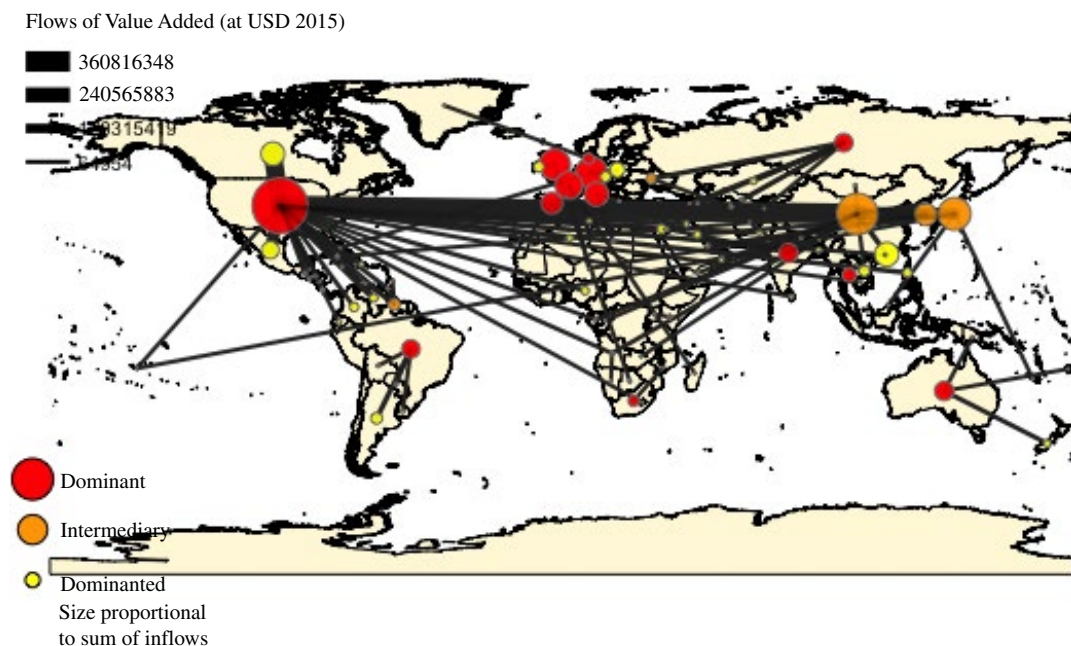 Flows of Value Added (at USD 2015)
360816348
240565883
Dominant
Intermediary
Dominanted
Size proportional
to sum of inflows